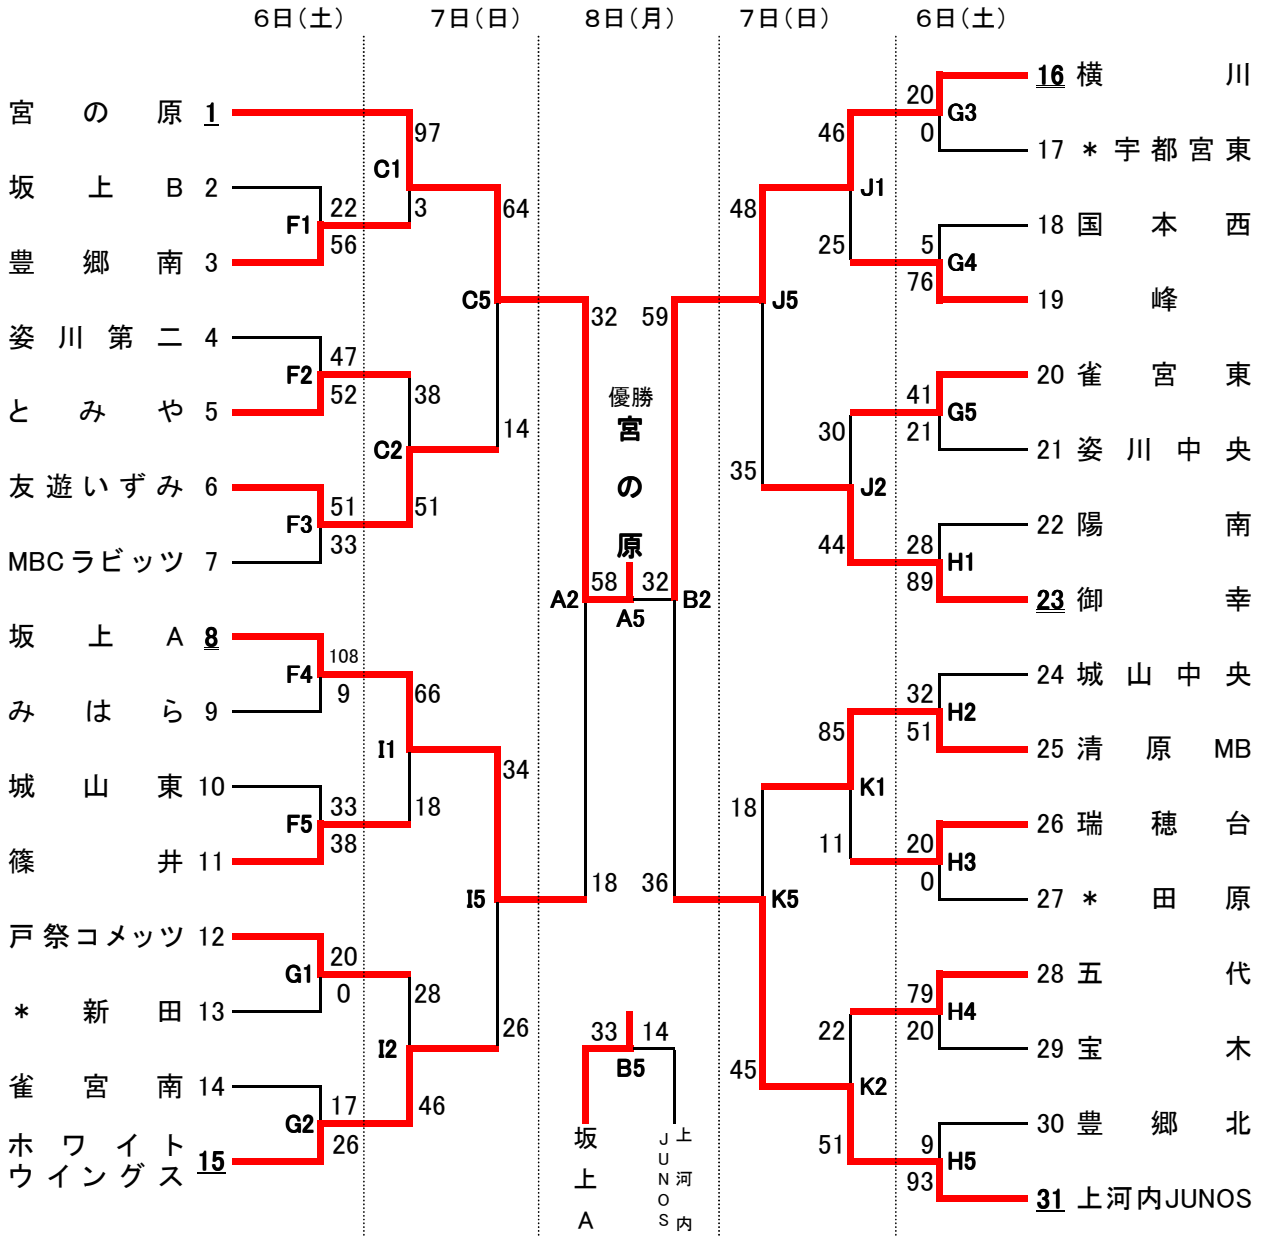 6日(土)
7日(日)
8日(月)
7日(日)
6日(土)
宮の原 1
坂上B 2
豊郷南 3
姿川第二 4
とみや 5
友遊いずみ 6
MBCラビッツ 7
坂上A 8
みはら 9
城山東 10
篠井 11
戸祭コメッツ 12
*新田 13
雀宮南 14
ホワイト
ウイングス 15
F1
22
56
F2
47
52
F3
51
33
F4
108
9
F5
33
38
G1
20
0
G2
17
26
C1
97
3
C2
38
51
I1
66
18
I2
28
46
C5
64
14
I5
34
26
A2
32
18
優勝
宮の原
58
32
A5
33
14
B5
坂上A
上河内
JUNOS
B2
59
36
J5
48
35
K5
18
45
J1
46
25
J2
30
44
K1
85
11
K2
22
51
G3
20
0
G4
5
76
G5
41
21
H1
28
89
H2
32
51
H3
20
0
H4
79
20
H5
9
93
16 横川
17 *宇都宮東
18 国本西
19 峰
20 雀宮東
21 姿川中央
22 陽南
23 御幸
24 城山中央
25 清原MB
26 瑞穂台
27 *田原
28 五代
29 宝木
30 豊郷北
31 上河内JUNOS